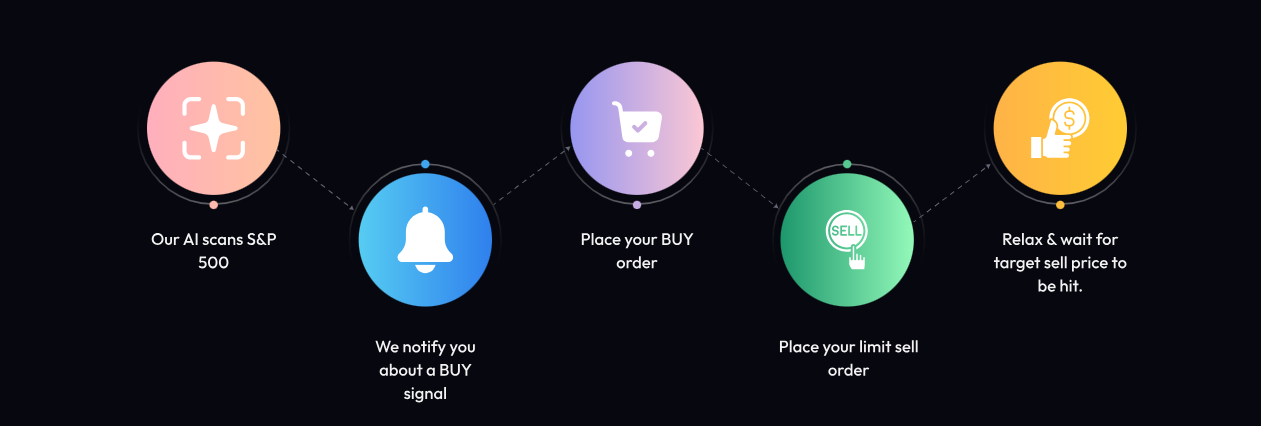 Our AI scans S&P
500
We notify you
about a BUY
signal
Place your BUY
order
SELL
Place your limit sell
order
$
Relax & wait for
target sell price to
be hit.